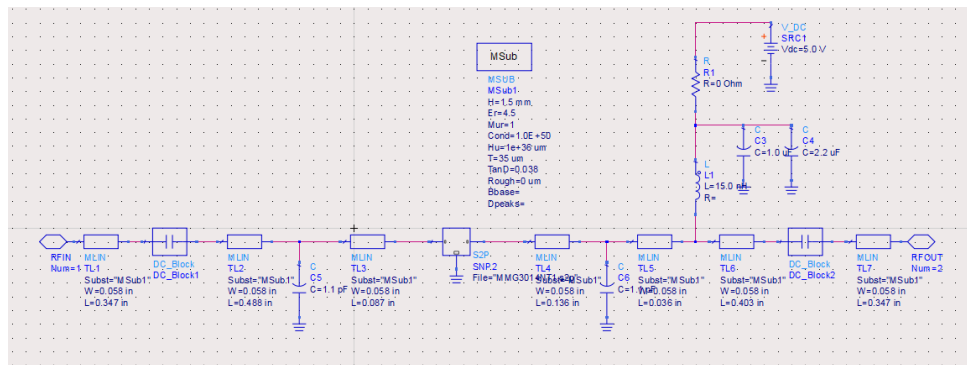 V_DC
SRC1
Vdc=5.0 V
R
R1
R=0 Ohm
MSub
MSUB
MSub1
H=1.5 mm
Er=4.5
Mur=1
Cond=1.0E+50
Hu=1e+36 um
T=35 um
TanD=0.038
Rough=0 um
Bbase=
Dpeaks=
C
C3
C=1.0 uF
C
C4
C=2.2 uF
L
L1
L=15.0 nH
R=
RFIN
Num=1
MLIN
TL1
Subst="MSub1"
W=0.058 in
L=0.347 in
DC_Block
DC_Block1
MLIN
TL2
Subst="MSub1"
W=0.058 in
L=0.488 in
C
C5
C=1.1 pF
MLIN
TL3
Subst="MSub1"
W=0.058 in
L=0.087 in
S2P
SNP2
File="MMG3014NT1.s2p"
MLIN
TL4
Subst="MSub1"
W=0.058 in
L=0.136 in
C
C6
MLIN
TL5
Subst="MSub1"
W=0.058 in
L=0.036 in
MLIN
TL6
Subst="MSub1"
W=0.058 in
L=0.403 in
DC_Block
DC_Block2
MLIN
TL7
Subst="MSub1"
W=0.058 in
L=0.347 in
RFOUT
Num=2